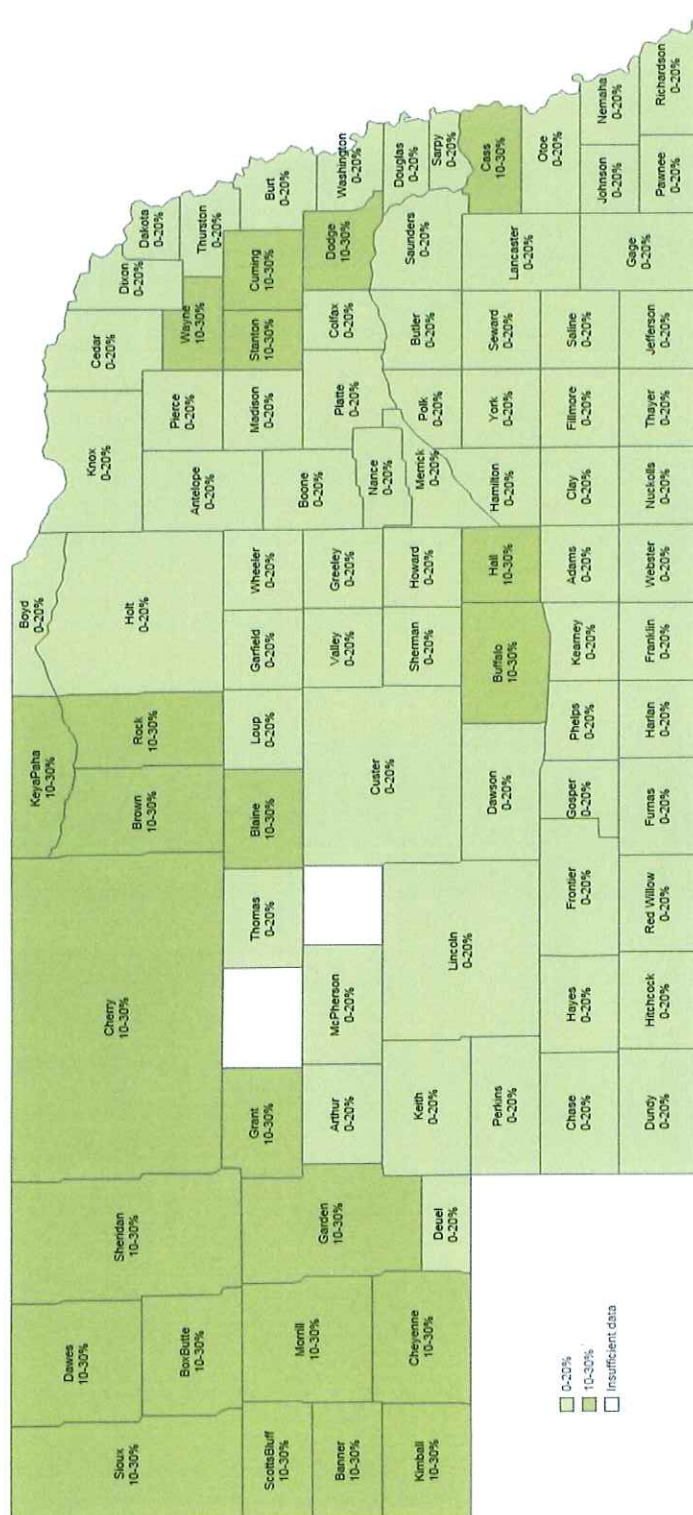 Sioux
10-30%
Dawes
10-30%
BoxButte
10-30%
Sheridan
10-30%
ScottsBluff
10-30%
Banner
10-30%
Kimball
10-30%
Morrill
10-30%
Cheyenne
10-30%
Garden
10-30%
Deuel
0-20%
Cherry
10-30%
Grant
10-30%
Arthur
0-20%
McPherson
0-20%
Keith
0-20%
Perkins
0-20%
Chase
0-20%
Dundy
0-20%
Thomas
0-20%
Lincoln
0-20%
Hayes
0-20%
Hitchcock
0-20%
Frontier
0-20%
Red Willow
0-20%
KeyaPaha
10-30%
Brown
10-30%
Rock
10-30%
Blaine
10-30%
Loup
0-20%
Custer
0-20%
Dawson
0-20%
Gosper
0-20%
Furnas
0-20%
Phelps
0-20%
Harlan
0-20%
Boyd
0-20%
Holt
0-20%
Garfield
0-20%
Wheeler
0-20%
Valley
0-20%
Greeley
0-20%
Sherman
0-20%
Howard
0-20%
Buffalo
10-30%
Hall
10-30%
Kearney
0-20%
Adams
0-20%
Franklin
0-20%
Webster
0-20%
Knox
0-20%
Antelope
0-20%
Pierce
0-20%
Boone
0-20%
Madison
0-20%
Nance
0-20%
Platte
0-20%
Merrick
0-20%
Polk
0-20%
Hamilton
0-20%
York
0-20%
Clay
0-20%
Fillmore
0-20%
Nuckolls
0-20%
Thayer
0-20%
Cedar
0-20%
Dixon
0-20%
Dakota
0-20%
Wayne
10-30%
Thurston
0-20%
Stanton
10-30%
Cuming
10-30%
Burt
0-20%
Colfax
0-20%
Dodge
10-30%
Washington
0-20%
Butler
0-20%
Saunders
0-20%
Douglas
0-20%
Sarpy
0-20%
Seward
0-20%
Lancaster
0-20%
Cass
10-30%
Otoe
0-20%
Saline
0-20%
Jefferson
0-20%
Gage
0-20%
Johnson
0-20%
Nemaha
0-20%
Pawnee
0-20%
Richardson
0-20%
0-20%
10-30%
Insufficient data